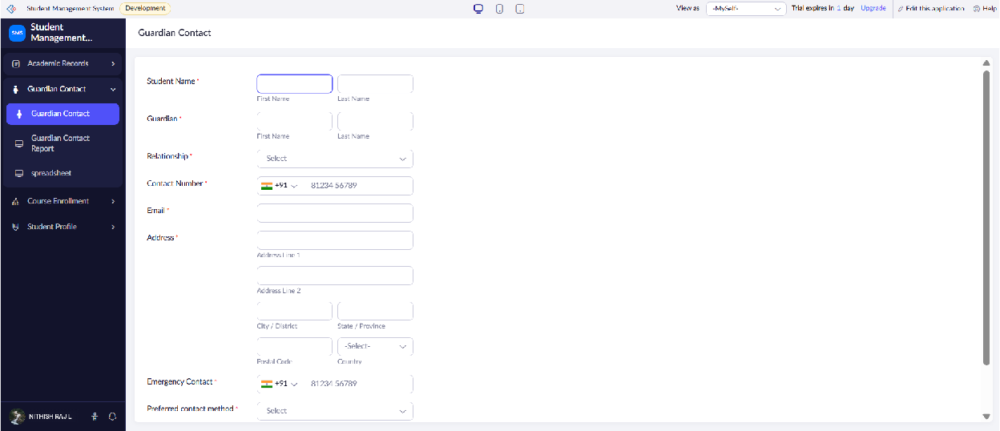 Student Management System Development View as -MySelf- Trial expires in 1 day Upgrade Edit this application Help
SMS Student Management...
Academic Records
Guardian Contact
Guardian Contact
Guardian Contact Report
spreadsheet
Course Enrollment
Student Profile
NITHISH RAJ L
Guardian Contact
Student Name *
First Name Last Name
Guardian *
First Name Last Name
Relationship * Select
Contact Number * +91 81234 56789
Email *
Address *
Address Line 1
Address Line 2
City / District State / Province
-Select-
Postal Code Country
Emergency Contact * +91 81234 56789
Preferred contact method * Select